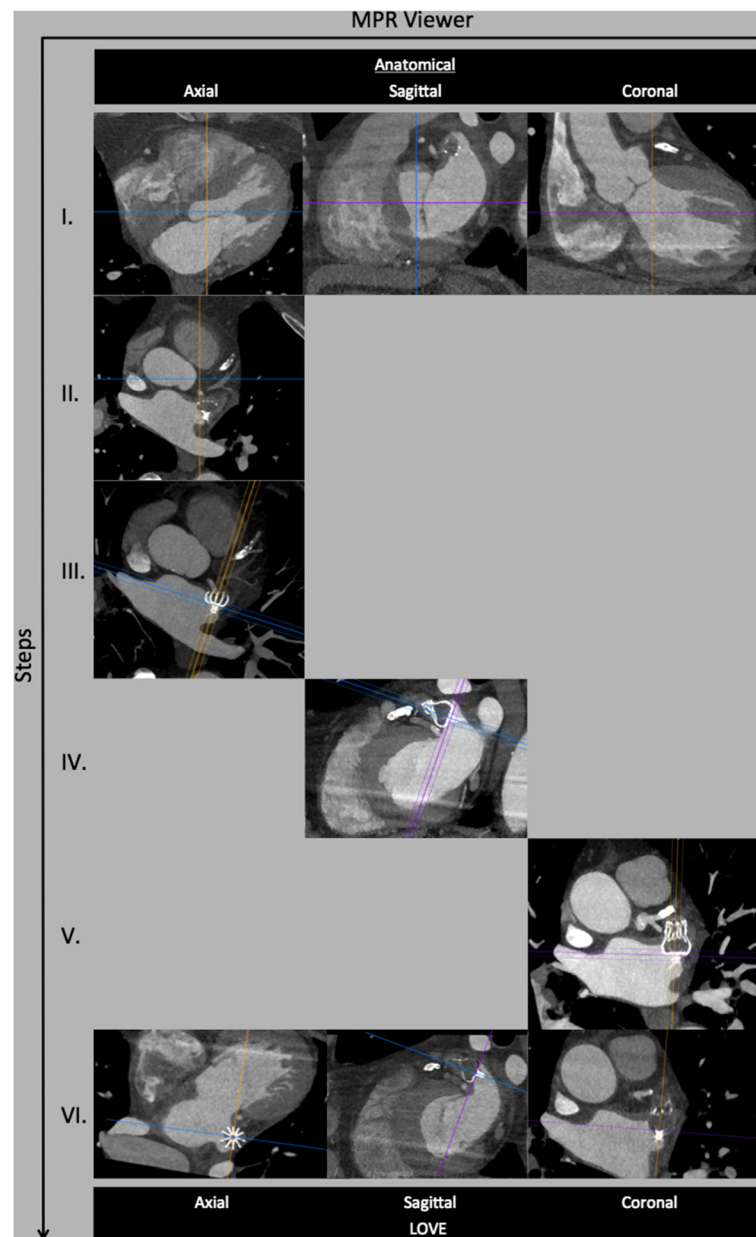 MPR Viewer
Anatomical
Axial Sagittal Coronal
I.
II.
III.
IV.
V.
VI.
Steps
Axial Sagittal Coronal
LOVE